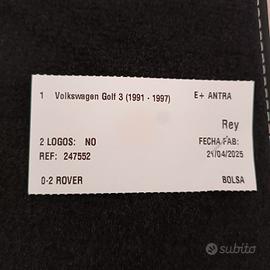 1 Volkswagen Golf 3 (1991 - 1997) E+ ANTRA
Rey
2 LOGOS: NO FECHA FAB:
REF: 247552 21/04/2025
0-2 ROVER BOLSA
subito